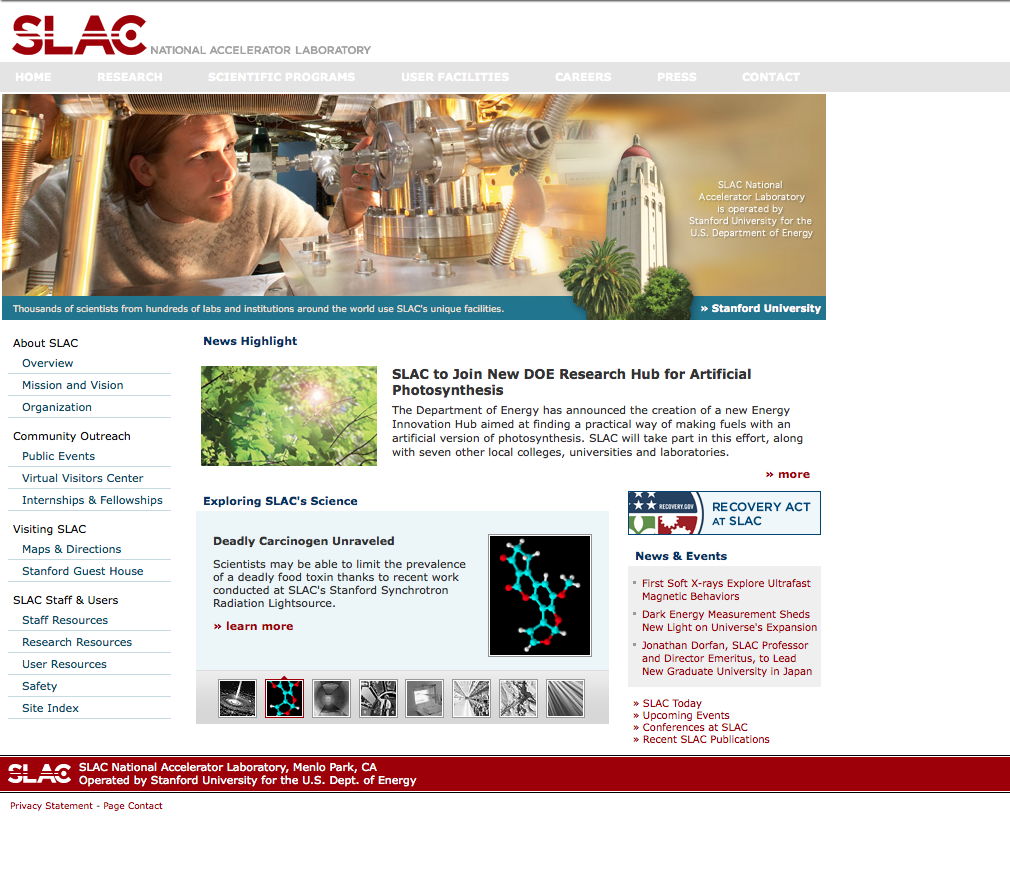 SLAC
NATIONAL ACCELERATOR LABORATORY
HOME RESEARCH SCIENTIFIC PROGRAMS USER FACILITIES CAREERS PRESS CONTACT
SLAC National
Accelerator Laboratory
is operated by
Stanford University for the
U.S. Department of Energy
Thousands of scientists from hundreds of labs and institutions around the world use SLAC's unique facilities.
» Stanford University
About SLAC
Overview
Mission and Vision
Organization
Community Outreach
Public Events
Virtual Visitors Center
Internships & Fellowships
Visiting SLAC
Maps & Directions
Stanford Guest House
SLAC Staff & Users
Staff Resources
Research Resources
User Resources
Safety
Site Index
News Highlight
SLAC to Join New DOE Research Hub for Artificial
Photosynthesis
The Department of Energy has announced the creation of a new Energy
Innovation Hub aimed at finding a practical way of making fuels with an
artificial version of photosynthesis. SLAC will take part in this effort, along
with seven other local colleges, universities and laboratories.
» more
Exploring SLAC's Science
Deadly Carcinogen Unraveled
Scientists may be able to limit the prevalence
of a deadly food toxin thanks to recent work
conducted at SLAC's Stanford Synchrotron
Radiation Lightsource.
» learn more
RECOVERY.GOV
RECOVERY ACT
AT SLAC
News & Events
First Soft X-rays Explore Ultrafast
Magnetic Behaviors
Dark Energy Measurement Sheds
New Light on Universe's Expansion
Jonathan Dorfan, SLAC Professor
and Director Emeritus, to Lead
New Graduate University in Japan
» SLAC Today
» Upcoming Events
» Conferences at SLAC
» Recent SLAC Publications
SLAC
SLAC National Accelerator Laboratory, Menlo Park, CA
Operated by Stanford University for the U.S. Dept. of Energy
Privacy Statement - Page Contact